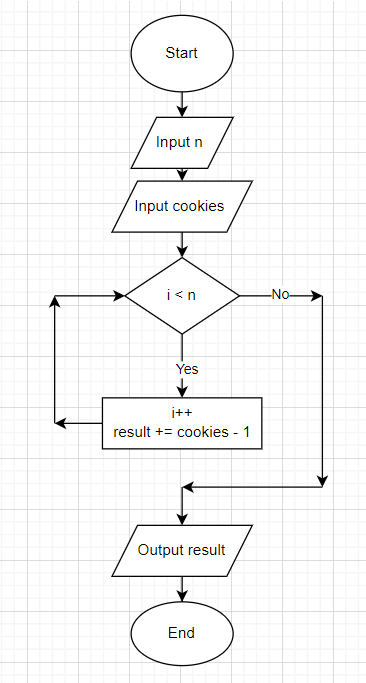 Start
Input n
Input cookies
i < n
No
Yes
i++
result += cookies - 1
Output result
End